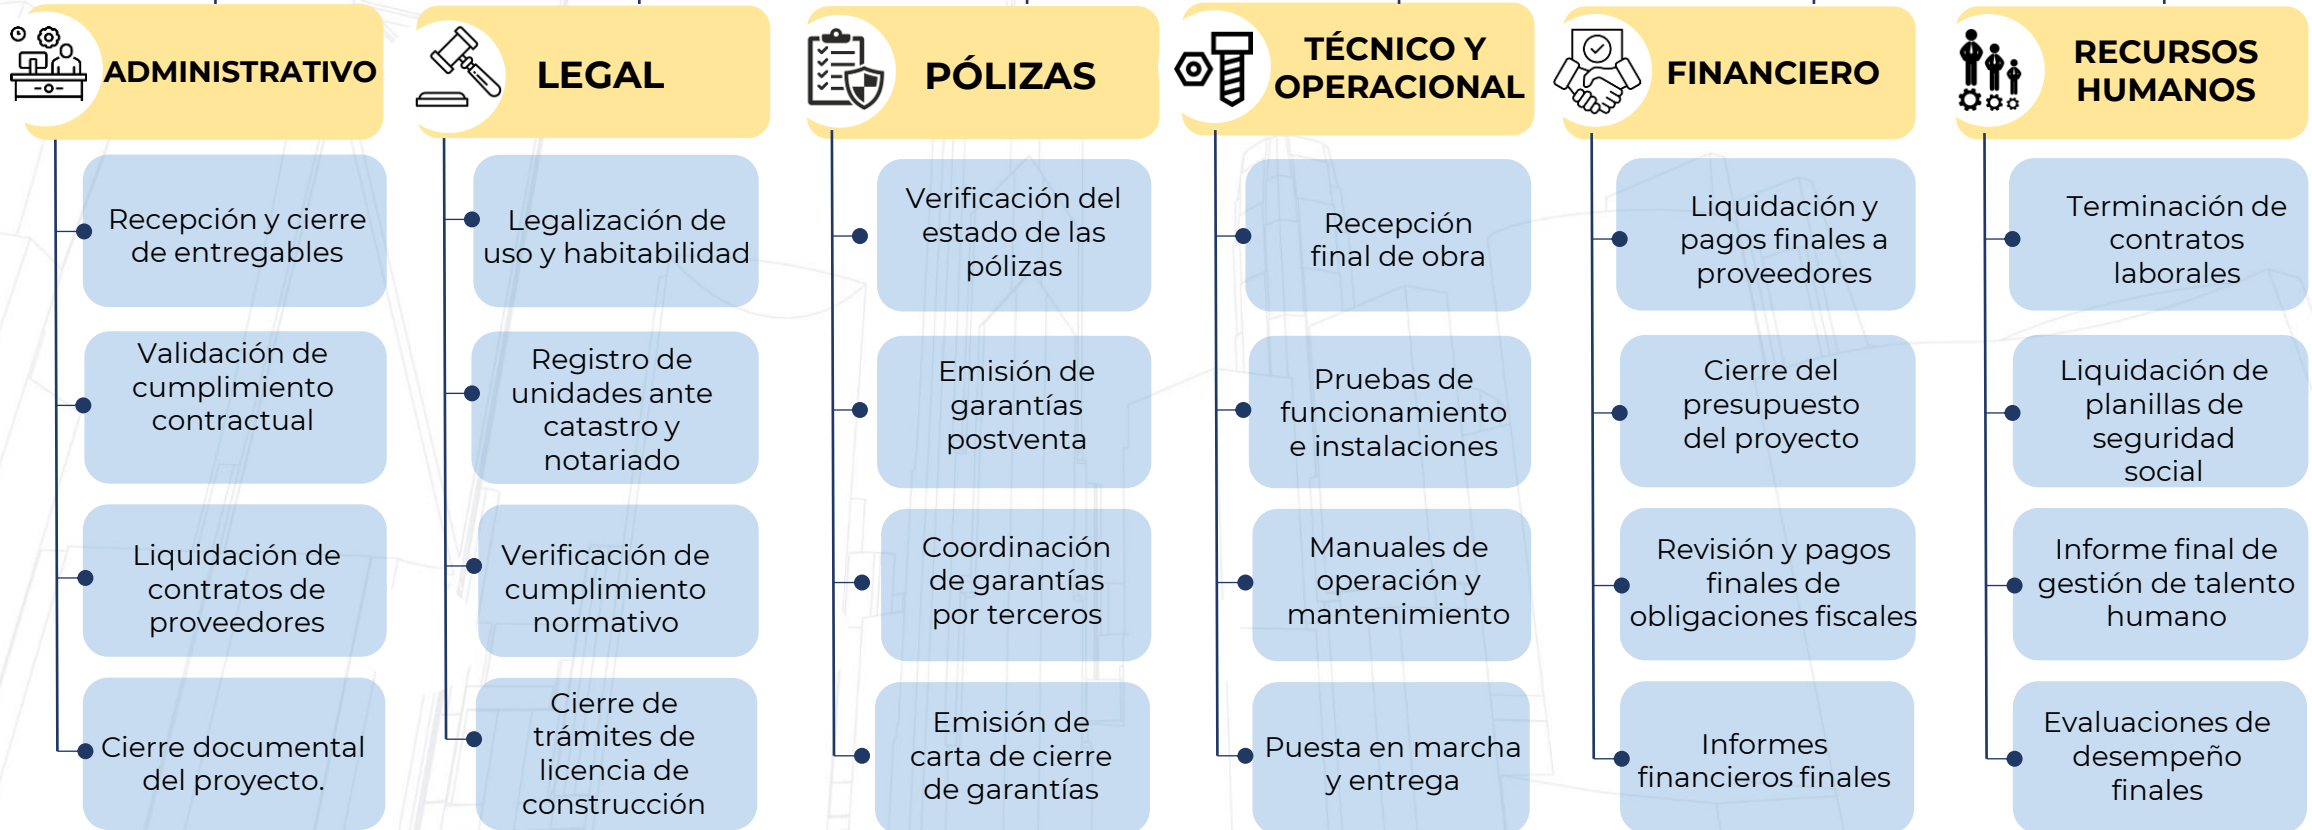 ADMINISTRATIVO
Recepción y cierre
de entregables
Validación de
cumplimiento
contractual
Liquidación de
contratos de
proveedores
Cierre documental
del proyecto.
LEGAL
Legalización de
uso y habitabilidad
Registro de
unidades ante
catastro y
notariado
Verificación de
cumplimiento
normativo
Cierre de
trámites de
licencia de
construcción
PÓLIZAS
Verificación del
estado de las
pólizas
Emisión de
garantías
postventa
Coordinación
de garantías
por terceros
Emisión de
carta de cierre
de garantías
TÉCNICO Y
OPERACIONAL
Recepción
final de obra
Pruebas de
funcionamiento
e instalaciones
Manuales de
operación y
mantenimiento
Puesta en marcha
y entrega
FINANCIERO
Liquidación y
pagos finales a
proveedores
Cierre del
presupuesto
del proyecto
Revisión y pagos
finales de
obligaciones fiscales
Informes
financieros finales
RECURSOS
HUMANOS
Terminación de
contratos
laborales
Liquidación de
planillas de
seguridad
social
Informe final de
gestión de talento
humano
Evaluaciones de
desempeño
finales